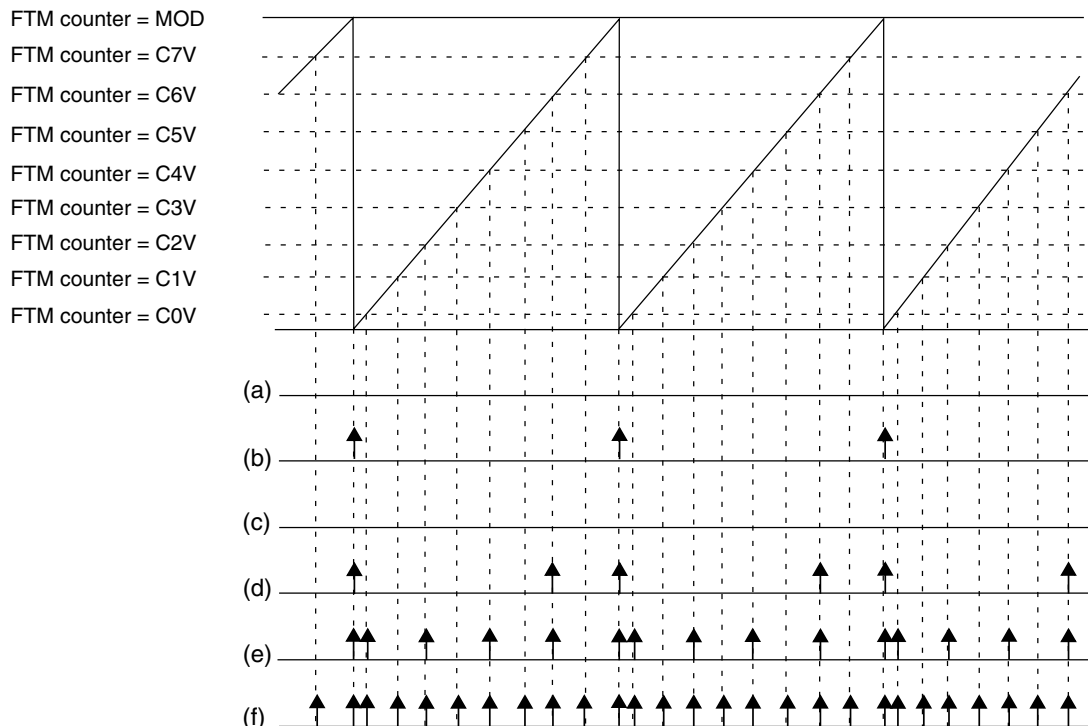 FTM counter = MOD
FTM counter = C7V
FTM counter = C6V
FTM counter = C5V
FTM counter = C4V
FTM counter = C3V
FTM counter = C2V
FTM counter = C1V
FTM counter = C0V
(a)
(b)
(c)
(d)
(e)
(f)